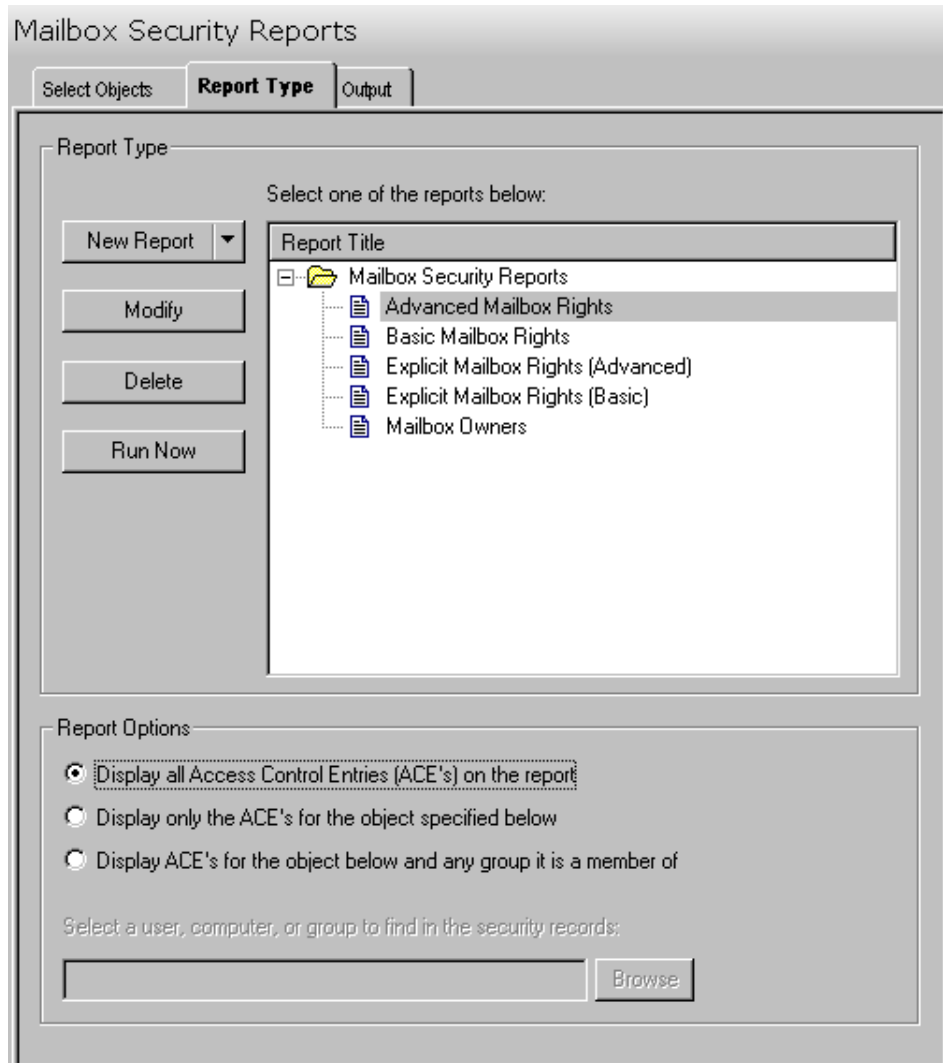 Mailbox Security Reports
Select Objects
Report Type
Output
Report Type
Select one of the reports below:
New Report
Modify
Delete
Run Now
Report Title
Mailbox Security Reports
Advanced Mailbox Rights
Basic Mailbox Rights
Explicit Mailbox Rights (Advanced)
Explicit Mailbox Rights (Basic)
Mailbox Owners
Report Options
Display all Access Control Entries (ACE's) on the report
Display only the ACE's for the object specified below
Display ACE's for the object below and any group it is a member of
Select a user, computer, or group to find in the security records:
Browse